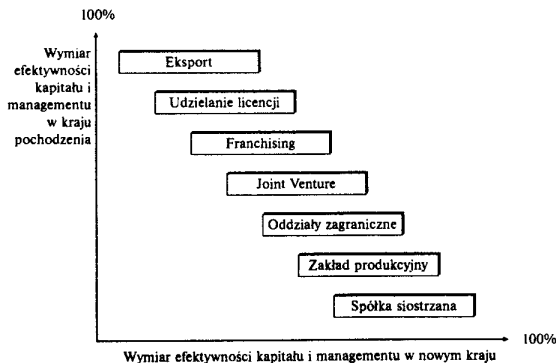 100%
Wymiar
efektywności
kapitału i
managementu
w kraju
pochodzenia
Eksport
Udzielanie licencji
Franchising
Joint Venture
Oddziały zagraniczne
Zakład produkcyjny
Spółka siostrzana
100%
Wymiar efektywności kapitału i managementu w nowym kraju